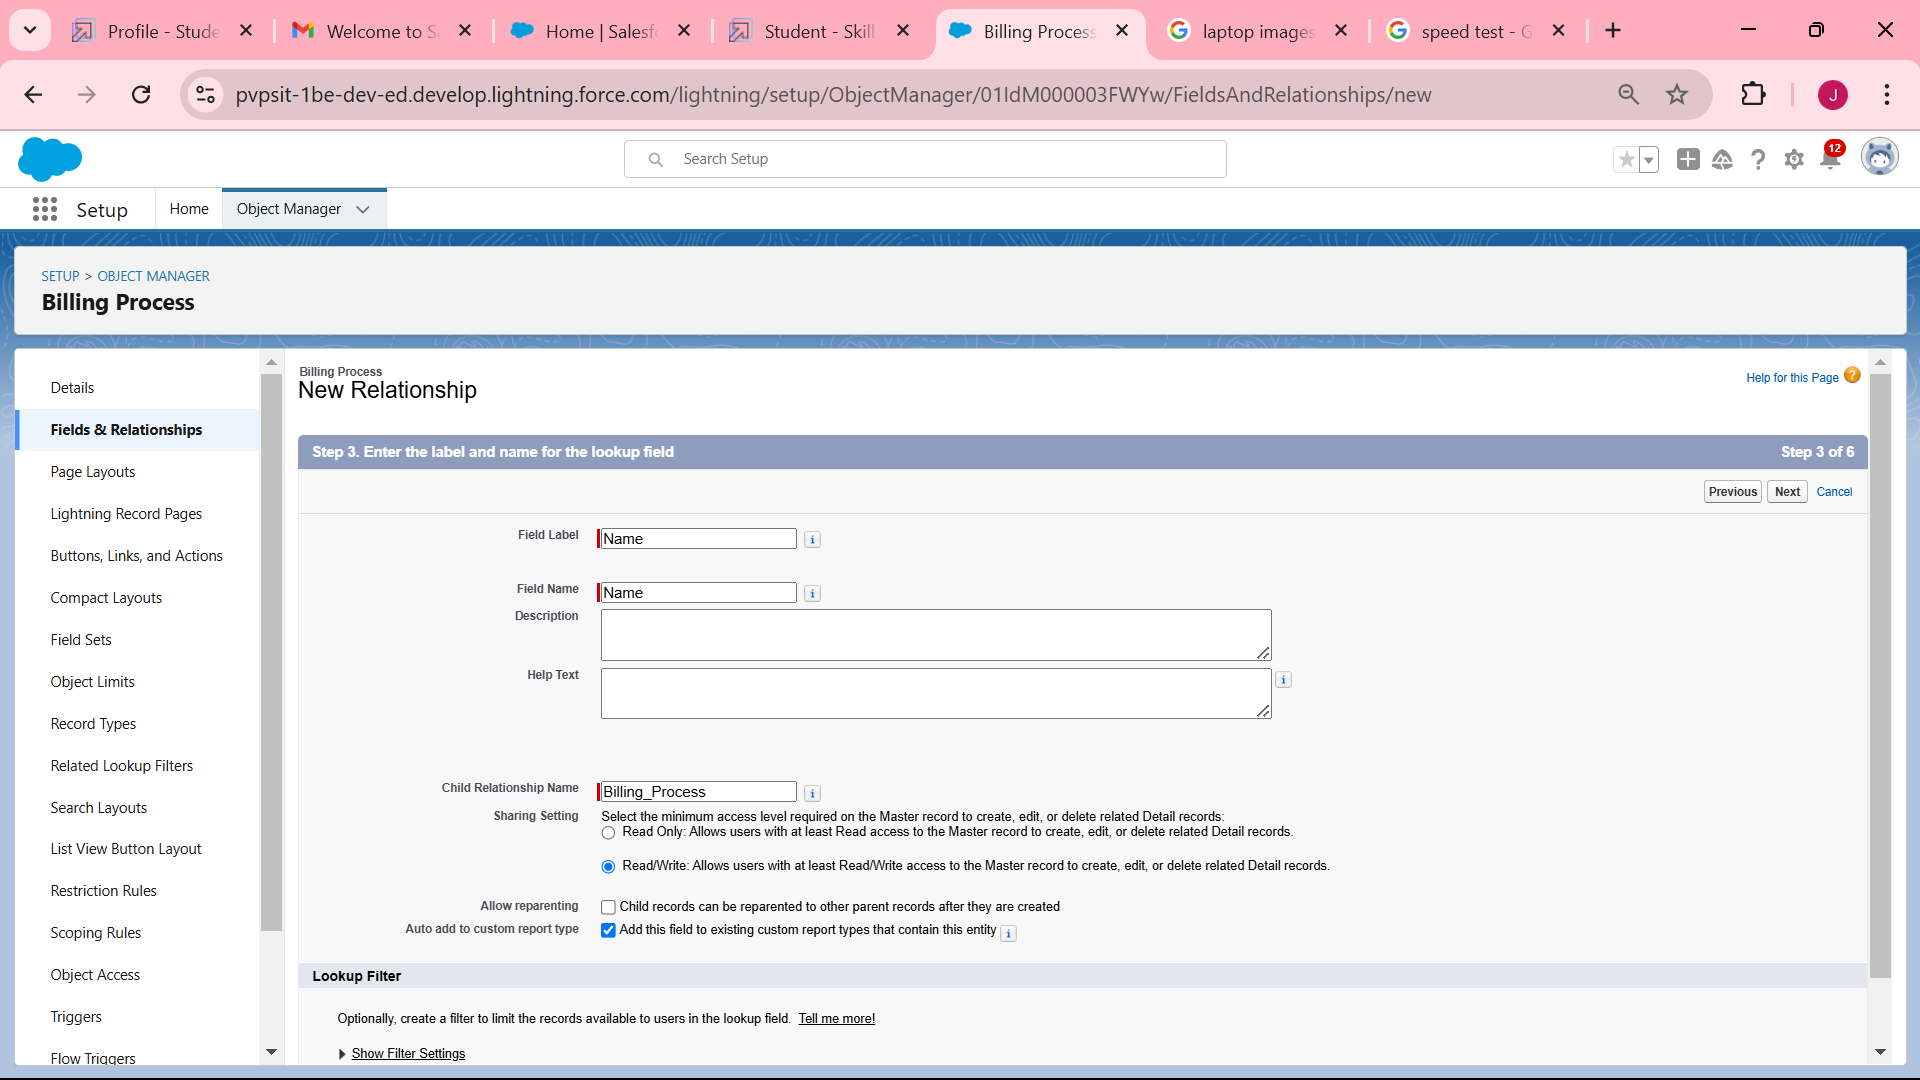 Profile - Stude
Welcome to S
Home | Salesfo
Student - Skill
Billing Process
laptop images
speed test - G
pvpsit-1be-dev-ed.develop.lightning.force.com/lightning/setup/ObjectManager/01IdM000003FWYw/FieldsAndRelationships/new
J
Search Setup
12
Setup
Home
Object Manager
SETUP > OBJECT MANAGER
Billing Process
Details
Fields & Relationships
Page Layouts
Lightning Record Pages
Buttons, Links, and Actions
Compact Layouts
Field Sets
Object Limits
Record Types
Related Lookup Filters
Search Layouts
List View Button Layout
Restriction Rules
Scoping Rules
Object Access
Triggers
Flow Triggers
Billing Process
New Relationship
Help for this Page
Step 3. Enter the label and name for the lookup field
Step 3 of 6
Previous
Next
Cancel
Field Label
Name
Field Name
Name
Description
Help Text
Child Relationship Name
Billing_Process
Sharing Setting
Select the minimum access level required on the Master record to create, edit, or delete related Detail records:
Read Only: Allows users with at least Read access to the Master record to create, edit, or delete related Detail records.
Read/Write: Allows users with at least Read/Write access to the Master record to create, edit, or delete related Detail records.
Allow reparenting
Child records can be reparented to other parent records after they are created
Auto add to custom report type
Add this field to existing custom report types that contain this entity
Lookup Filter
Optionally, create a filter to limit the records available to users in the lookup field. Tell me more!
Show Filter Settings